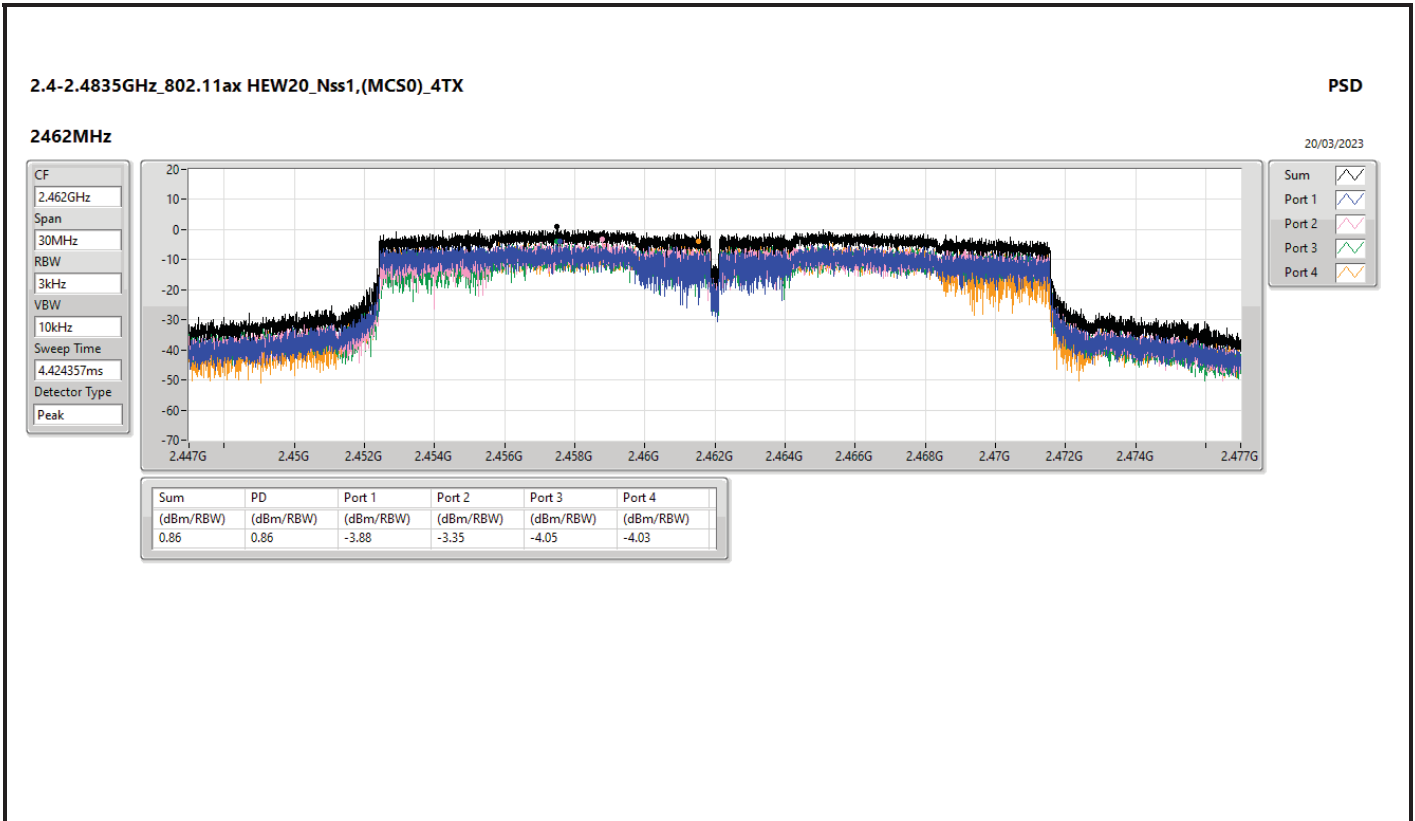 2.4-2.4835GHz_802.11ax HEW20_Nss1,(MCS0)_4TX
PSD
2462MHz
20/03/2023
CF
2.462GHz
Span
30MHz
RBW
3kHz
VBW
10kHz
Sweep Time
4.424357ms
Detector Type
Peak
20
10
0
-10
-20
-30
-40
-50
-60
-70
2.447G 2.45G 2.452G 2.454G 2.456G 2.458G 2.46G 2.462G 2.464G 2.466G 2.468G 2.47G 2.472G 2.474G 2.477G
Sum
Port 1
Port 2
Port 3
Port 4
Sum PD Port 1 Port 2 Port 3 Port 4
(dBm/RBW) (dBm/RBW) (dBm/RBW) (dBm/RBW) (dBm/RBW) (dBm/RBW)
0.86 0.86 -3.88 -3.35 -4.05 -4.03